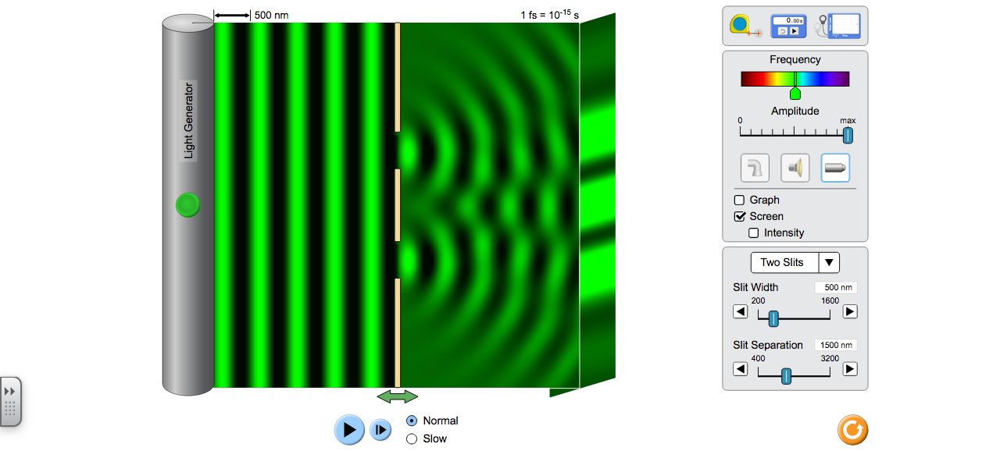 500 nm
1 fs = 10⁻¹⁵ s
Light Generator
0.00s
Frequency
Amplitude
0
max
Graph
Screen
Intensity
Two Slits
Slit Width
500 nm
200
1600
Slit Separation
1500 nm
400
3200
Normal
Slow